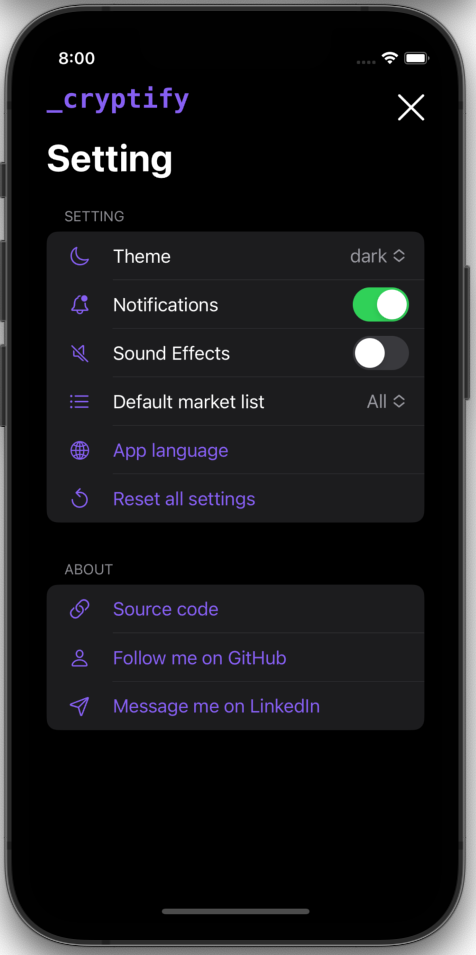 8:00
_cryptify
Setting
SETTING
Theme dark
Notifications
Sound Effects
Default market list All
App language
Reset all settings
ABOUT
Source code
Follow me on GitHub
Message me on LinkedIn